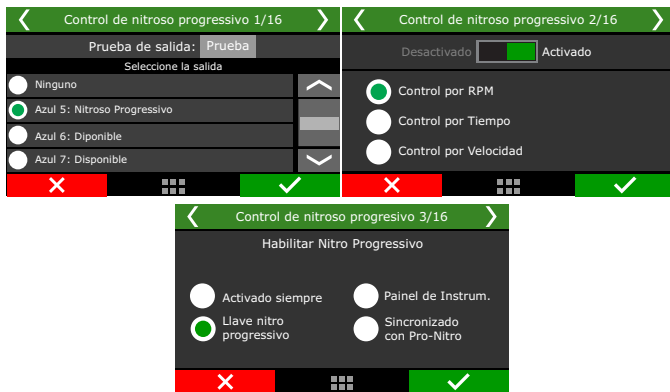 Control de nitroso progressivo 1/16
Prueba de salida: Prueba
Seleccione la salida
Ninguno
Azul 5: Nitroso Progressivo
Azul 6: Diponible
Azul 7: Disponible
Control de nitroso progressivo 2/16
Desactivado Activado
Control por RPM
Control por Tiempo
Control por Velocidad
Control de nitroso progresivo 3/16
Habilitar Nitro Progressivo
Activado siempre
Painel de Instrum.
Llave nitro
progressivo
Sincronizado
con Pro-Nitro